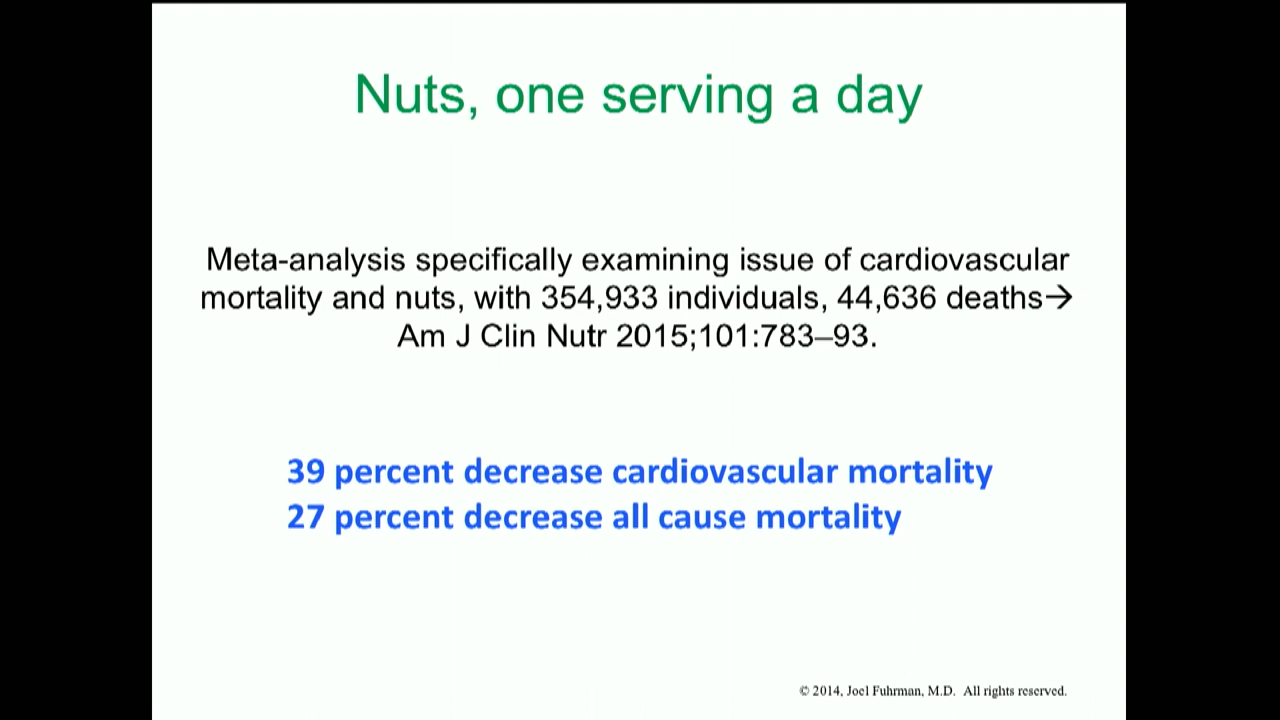 Nuts, one serving a day
Meta-analysis specifically examining issue of cardiovascular
mortality and nuts, with 354,933 individuals, 44,636 deaths→
Am J Clin Nutr 2015;101:783–93.
39 percent decrease cardiovascular mortality
27 percent decrease all cause mortality
© 2014, Joel Fuhrman, M.D. All rights reserved.